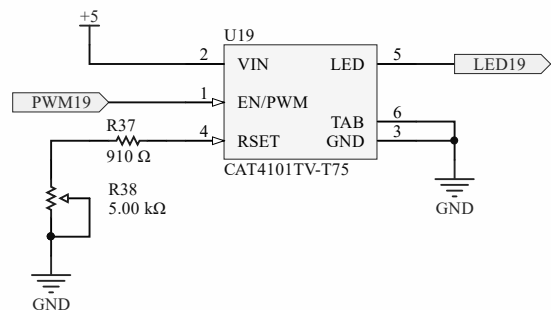 +5
U19
2 VIN LED 5 LED19
PWM19 1 EN/PWM
TAB 6
R37 4 RSET GND 3
910 Ω
CAT4101TV-T75
R38
5.00 kΩ
GND
GND